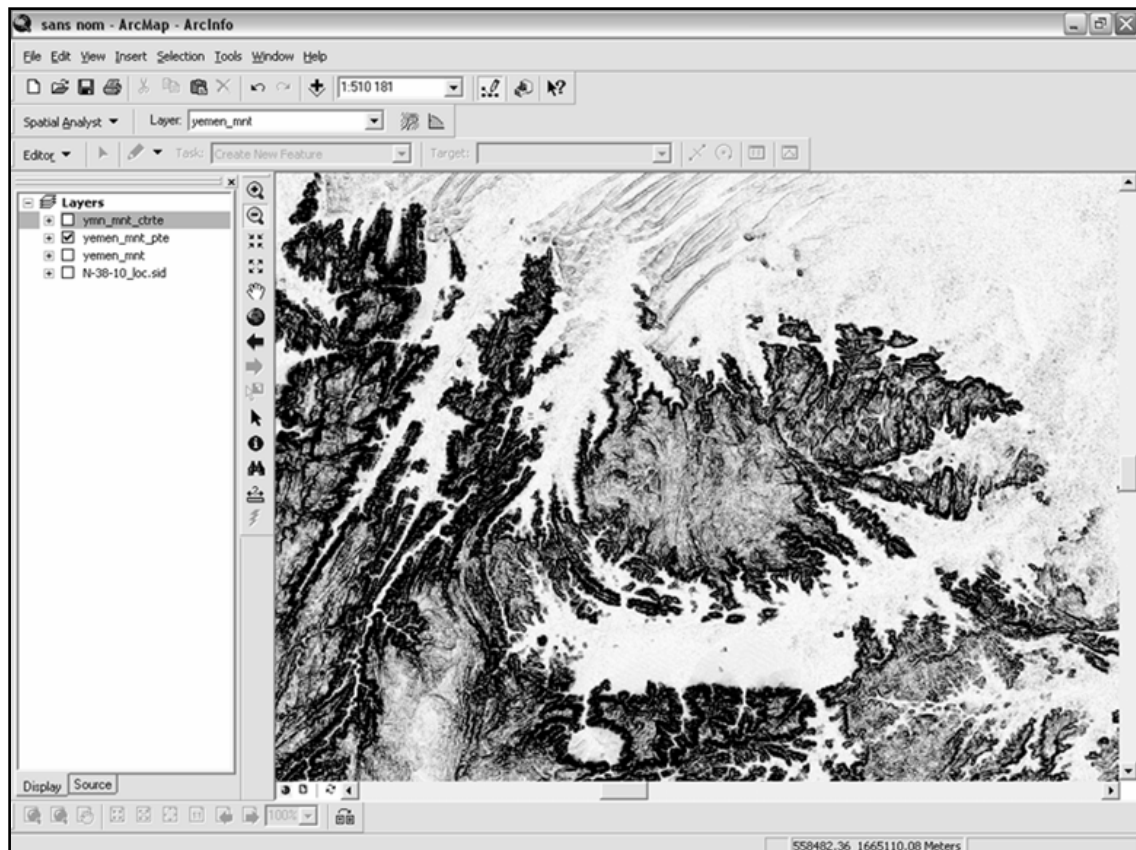 sans nom - ArcMap - ArcInfo
File Edit View Insert Selection Tools Window Help
1:510 181
Spatial Analyst Layer: yemen_mnt
Editor Task: Create New Feature Target:
Layers
ymn_mnt_ctrte
yemen_mnt_pte
yemen_mnt
N-38-10_loc.sid
Display Source
100%
558482.36 1665110.08 Meters